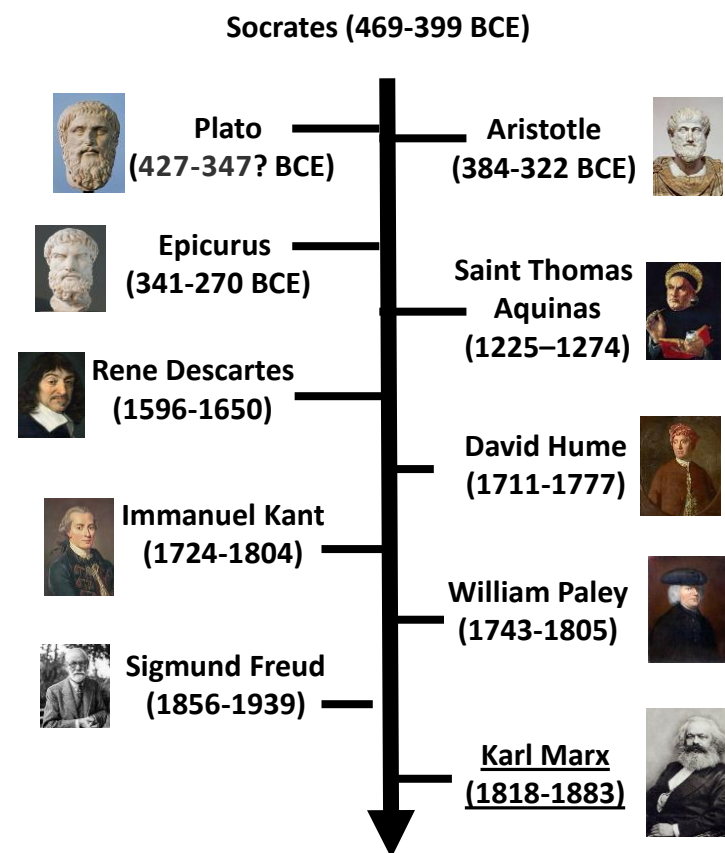 Socrates (469-399 BCE)
Plato
(427-347? BCE)
Aristotle
(384-322 BCE)
Epicurus
(341-270 BCE)
Saint Thomas
Aquinas
(1225–1274)
Rene Descartes
(1596-1650)
David Hume
(1711-1777)
Immanuel Kant
(1724-1804)
William Paley
(1743-1805)
Sigmund Freud
(1856-1939)
Karl Marx
(1818-1883)